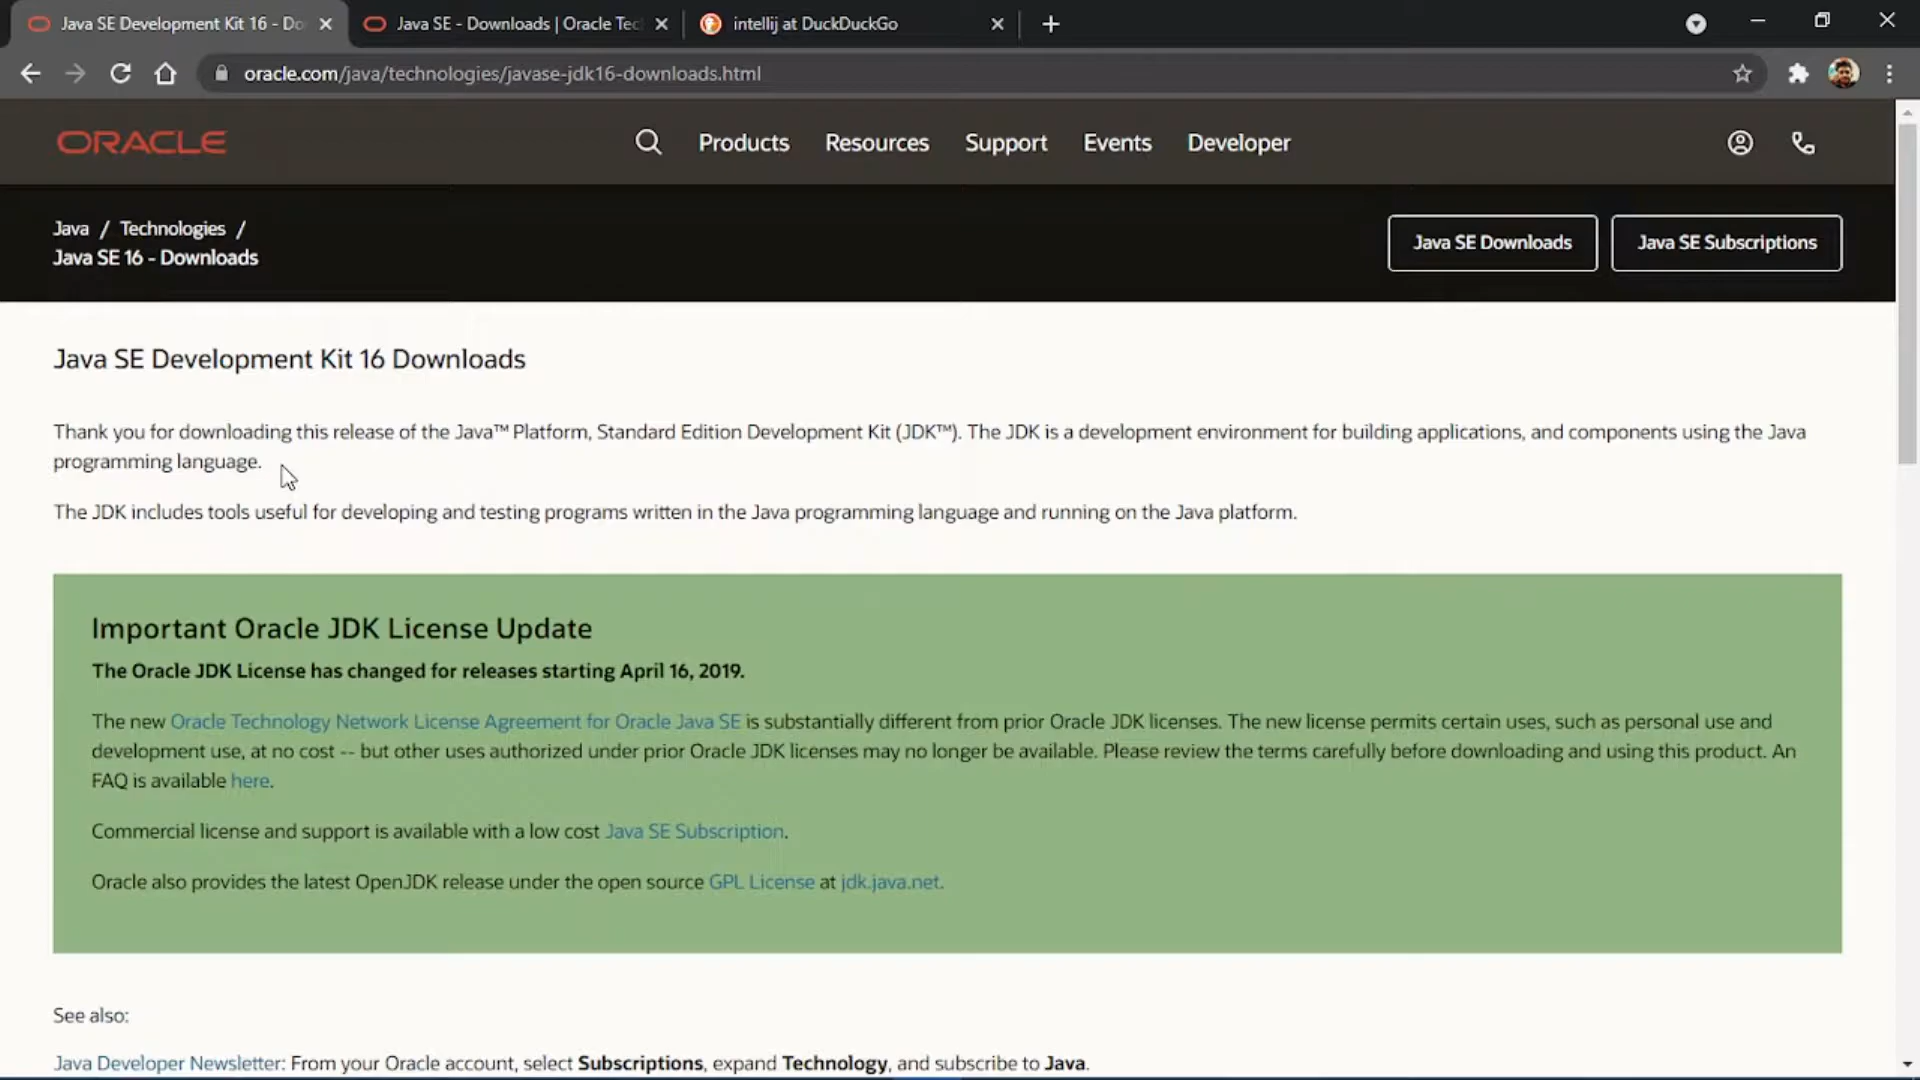 Java SE Development Kit 16 - Do
Java SE - Downloads | Oracle Tec
intellij at DuckDuckGo
oracle.com/java/technologies/javase-jdk16-downloads.html
ORACLE
Products
Resources
Support
Events
Developer
Java / Technologies /
Java SE 16 - Downloads
Java SE Downloads
Java SE Subscriptions
Java SE Development Kit 16 Downloads
Thank you for downloading this release of the Java™ Platform, Standard Edition Development Kit (JDK™). The JDK is a development environment for building applications, and components using the Java
programming language.
The JDK includes tools useful for developing and testing programs written in the Java programming language and running on the Java platform.
Important Oracle JDK License Update
The Oracle JDK License has changed for releases starting April 16, 2019.
The new Oracle Technology Network License Agreement for Oracle Java SE is substantially different from prior Oracle JDK licenses. The new license permits certain uses, such as personal use and
development use, at no cost -- but other uses authorized under prior Oracle JDK licenses may no longer be available. Please review the terms carefully before downloading and using this product. An
FAQ is available here.
Commercial license and support is available with a low cost Java SE Subscription.
Oracle also provides the latest OpenJDK release under the open source GPL License at jdk.java.net.
See also:
Java Developer Newsletter: From your Oracle account, select Subscriptions, expand Technology, and subscribe to Java.